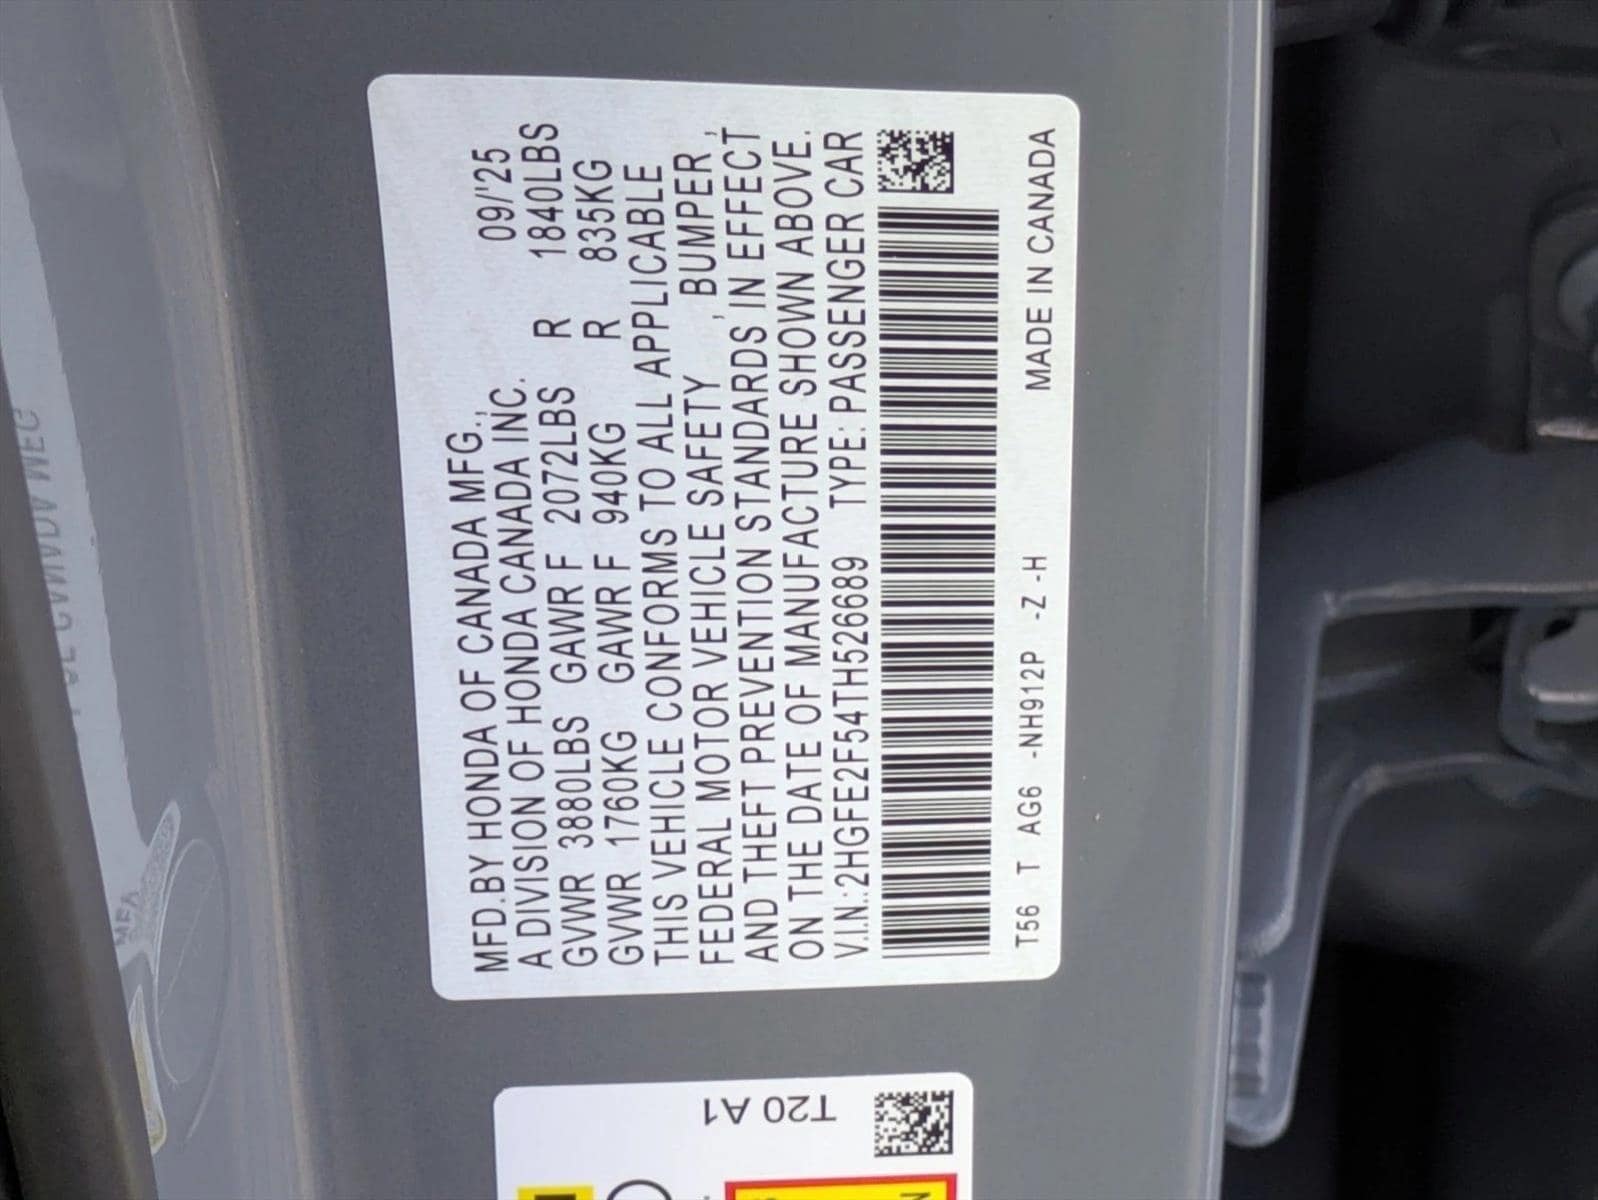 MFD.BY HONDA OF CANADA MFG., 09/'25
A DIVISION OF HONDA CANADA INC.
GVWR 3880LBS GAWR F 2072LBS R 1840LBS
GVWR 1760KG GAWR F 940KG R 835KG
THIS VEHICLE CONFORMS TO ALL APPLICABLE
FEDERAL MOTOR VEHICLE SAFETY , BUMPER ,
AND THEFT PREVENTION STANDARDS IN EFFECT
ON THE DATE OF MANUFACTURE SHOWN ABOVE.
V.I.N.:2HGFE2F54TH526689 TYPE: PASSENGER CAR
T56 T AG6 -NH912P -Z -H MADE IN CANADA
T20 A1